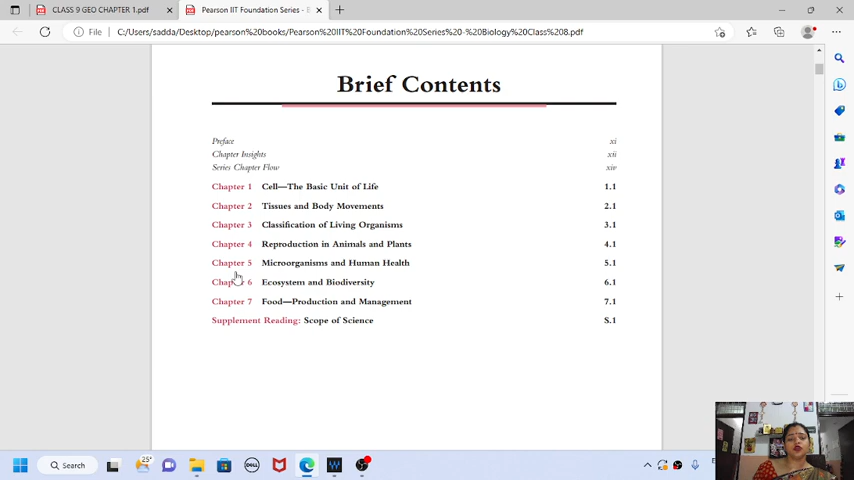 CLASS 9 GEO CHAPTER 1.pdf
Pearson IIT Foundation Series - B
File
C:/Users/sadda/Desktop/pearson%20books/Pearson%20IIT%20Foundation%20Series%20-%20Biology%20Class%208.pdf
Brief Contents
Preface xi
Chapter Insights xii
Series Chapter Flow xiv
Chapter 1 Cell—The Basic Unit of Life 1.1
Chapter 2 Tissues and Body Movements 2.1
Chapter 3 Classification of Living Organisms 3.1
Chapter 4 Reproduction in Animals and Plants 4.1
Chapter 5 Microorganisms and Human Health 5.1
Chapter 6 Ecosystem and Biodiversity 6.1
Chapter 7 Food—Production and Management 7.1
Supplement Reading: Scope of Science S.1
Search
25°
DELL